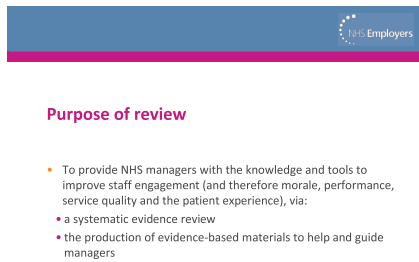 NHS Employers
Purpose of review
• To provide NHS managers with the knowledge and tools to
improve staff engagement (and therefore morale, performance,
service quality and the patient experience), via:
• a systematic evidence review
• the production of evidence-based materials to help and guide
managers